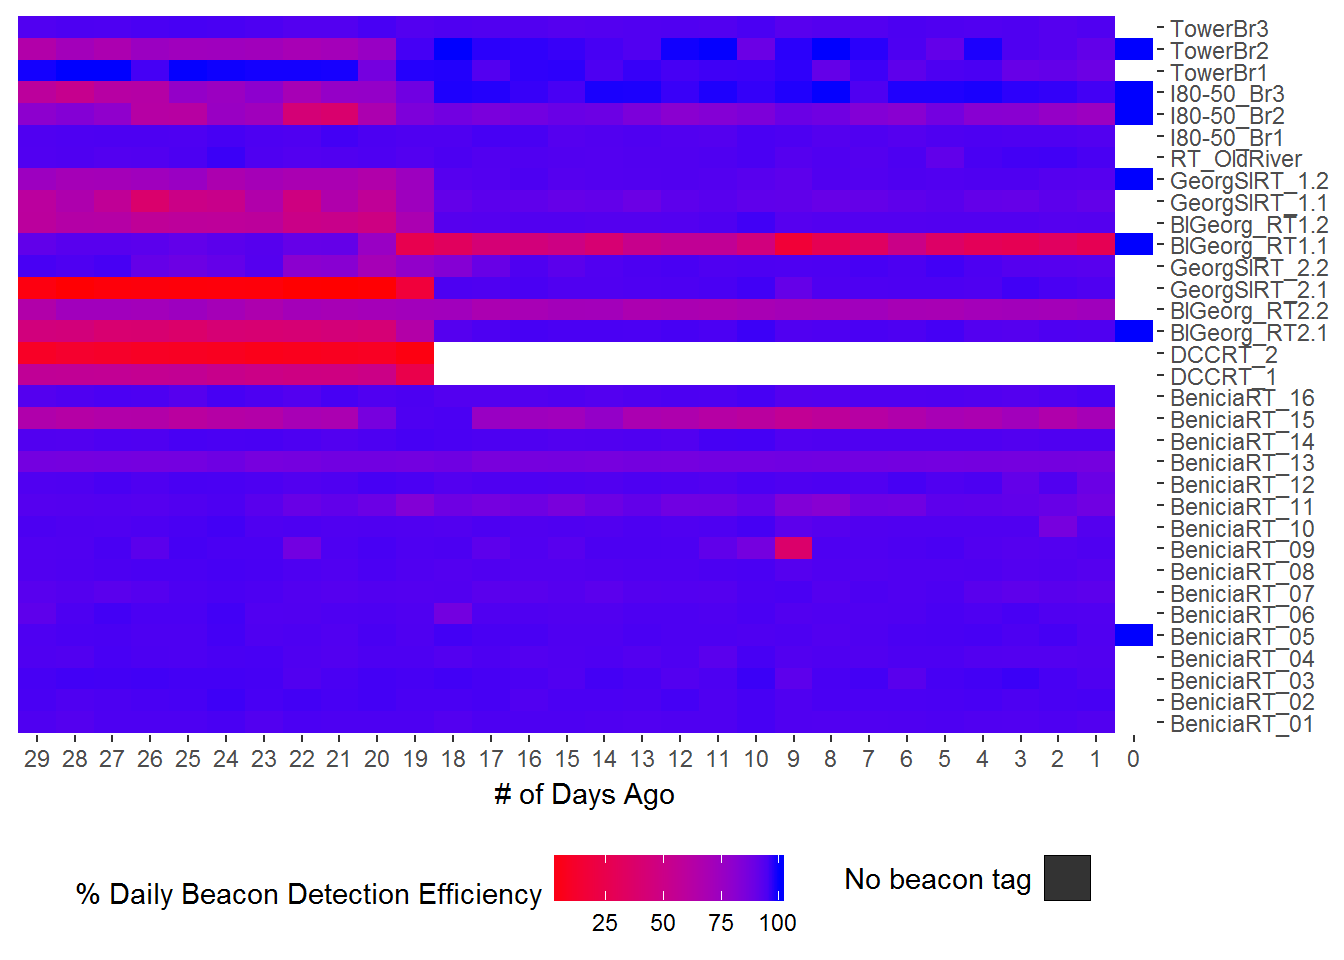 TowerBr3
TowerBr2
TowerBr1
I80-50_Br3
I80-50_Br2
I80-50_Br1
RT_OldRiver
GeorgSlRT_1.2
GeorgSlRT_1.1
BlGeorg_RT1.2
BlGeorg_RT1.1
GeorgSlRT_2.2
GeorgSlRT_2.1
BlGeorg_RT2.2
BlGeorg_RT2.1
DCCRT_2
DCCRT_1
BeniciaRT_16
BeniciaRT_15
BeniciaRT_14
BeniciaRT_13
BeniciaRT_12
BeniciaRT_11
BeniciaRT_10
BeniciaRT_09
BeniciaRT_08
BeniciaRT_07
BeniciaRT_06
BeniciaRT_05
BeniciaRT_04
BeniciaRT_03
BeniciaRT_02
BeniciaRT_01
29 28 27 26 25 24 23 22 21 20 19 18 17 16 15 14 13 12 11 10 9 8 7 6 5 4 3 2 1 0
# of Days Ago
% Daily Beacon Detection Efficiency
25 50 75 100
No beacon tag